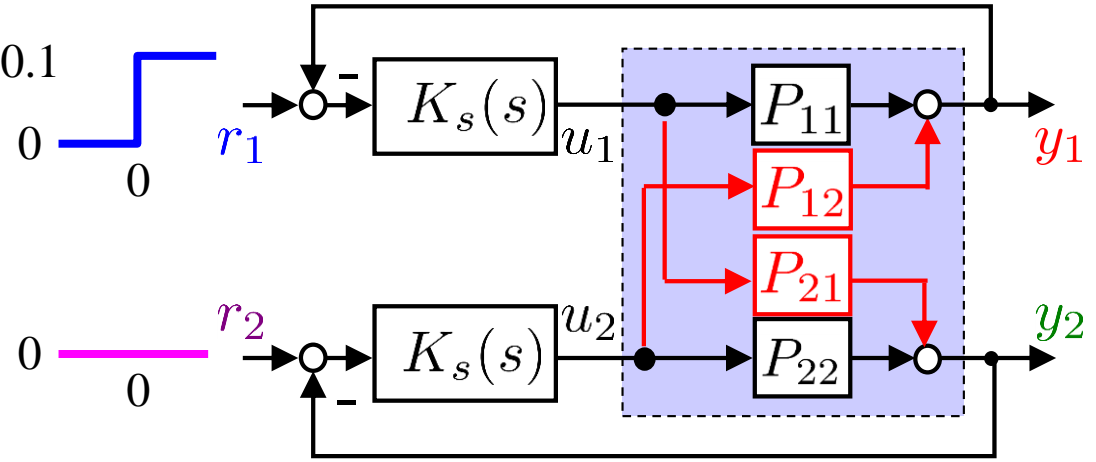 0.1
0
0
r₁
−
Kₛ(s)
u₁
P₁₁
y₁
P₁₂
P₂₁
0
0
r₂
−
Kₛ(s)
u₂
P₂₂
y₂